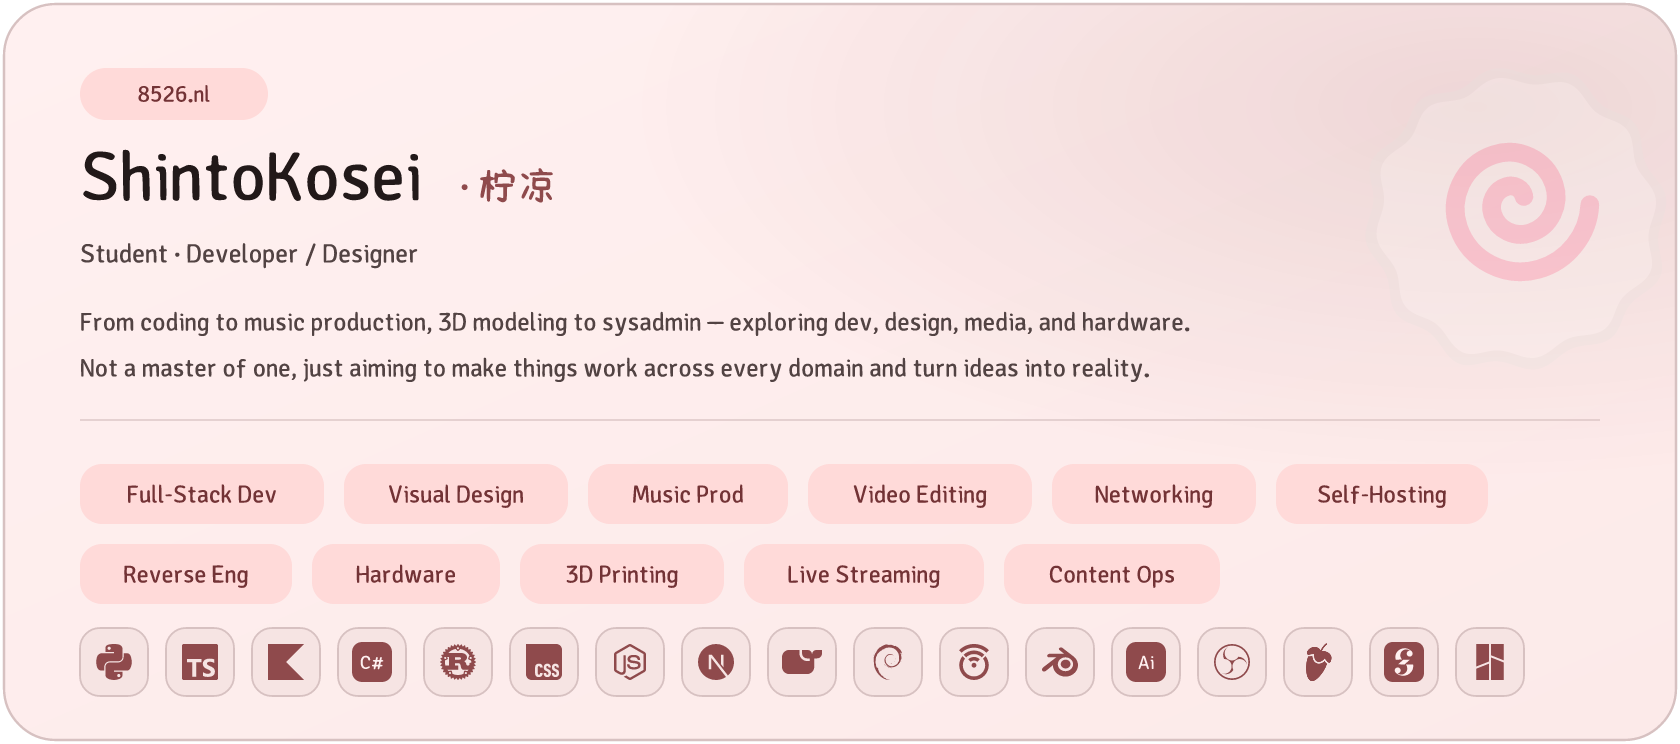 8526.nl
ShintoKosei · 柠凉
Student · Developer / Designer
From coding to music production, 3D modeling to sysadmin — exploring dev, design, media, and hardware.
Not a master of one, just aiming to make things work across every domain and turn ideas into reality.
Full-Stack Dev Visual Design Music Prod Video Editing Networking Self-Hosting
Reverse Eng Hardware 3D Printing Live Streaming Content Ops
TS C# R CSS JS N Ai S